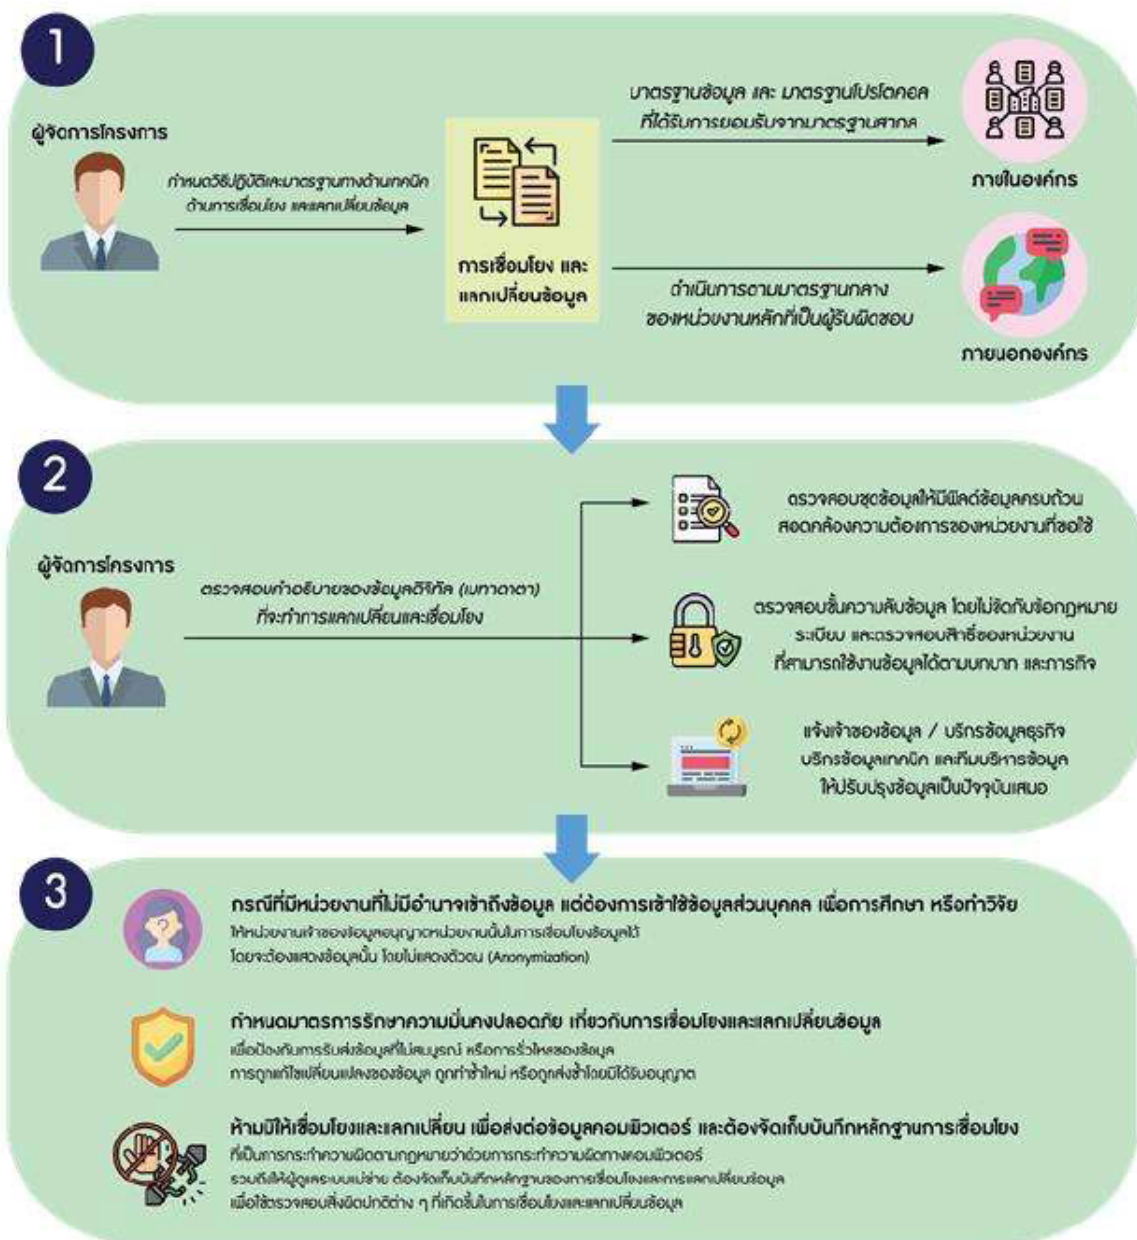 1
ผู้จัดการโครงการ
กำหนดวิธีปฏิบัติและมาตรฐานทางด้านเทคนิค
ด้านการเชื่อมโยง และแลกเปลี่ยนข้อมูล
การเชื่อมโยง และ
แลกเปลี่ยนข้อมูล
มาตรฐานข้อมูล และ มาตรฐานโปรโตคอล
ที่ได้รับการยอมรับจากมาตรฐานสากล
ภายในองค์กร
ดำเนินการตามมาตรฐานกลาง
ของหน่วยงานหลักที่เป็นผู้รับผิดชอบ
ภายนอกองค์กร
2
ผู้จัดการโครงการ
ตรวจสอบคำอธิบายของข้อมูลดิจิทัล (เมทาดาตา)
ที่จะทำการแลกเปลี่ยนและเชื่อมโยง
ตรวจสอบชุดข้อมูลให้มีฟิลด์ข้อมูลครบถ้วน
สอดคล้องความต้องการของหน่วยงานที่ขอใช้
ตรวจสอบชั้นความลับข้อมูล โดยไม่ขัดกับข้อกฎหมาย
ระเบียบ และตรวจสอบสิทธิ์ของหน่วยงาน
ที่สามารถใช้งานข้อมูลได้ตามบทบาท และภารกิจ
แจ้งเจ้าของข้อมูล / บริกรข้อมูลธุรกิจ
บริกรข้อมูลเทคนิค และทีมบริหารข้อมูล
ให้ปรับปรุงข้อมูลเป็นปัจจุบันเสมอ
3
กรณีที่มีหน่วยงานที่ไม่มีอำนาจเข้าถึงข้อมูล แต่ต้องการเข้าใช้ข้อมูลส่วนบุคคล เพื่อการศึกษา หรือทำวิจัย
ให้หน่วยงานเจ้าของข้อมูลอนุญาตหน่วยงานนั้นในการเชื่อมโยงข้อมูลได้
โดยจะต้องแสดงข้อมูลนั้น โดยไม่แสดงตัวตน (Anonymization)
กำหนดมาตรการรักษาความมั่นคงปลอดภัย เกี่ยวกับการเชื่อมโยงและแลกเปลี่ยนข้อมูล
เพื่อป้องกันการรับส่งข้อมูลที่ไม่สมบูรณ์ หรือการรั่วไหลของข้อมูล
การถูกแก้ไขเปลี่ยนแปลงของข้อมูล ถูกทำซ้ำใหม่ หรือถูกส่งซ้ำโดยมิได้รับอนุญาต
ห้ามมิให้เชื่อมโยงและแลกเปลี่ยน เพื่อส่งต่อข้อมูลคอมพิวเตอร์ และต้องจัดเก็บบันทึกหลักฐานการเชื่อมโยง
ที่เป็นการกระทำความผิดตามกฎหมายว่าด้วยการกระทำความผิดทางคอมพิวเตอร์
รวมถึงให้ผู้ดูแลระบบแม่ข่าย ต้องจัดเก็บบันทึกหลักฐานของการเชื่อมโยงและการแลกเปลี่ยนข้อมูล
เพื่อใช้ตรวจสอบสิ่งผิดปกติต่าง ๆ ที่เกิดขึ้นในการเชื่อมโยงและแลกเปลี่ยนข้อมูล